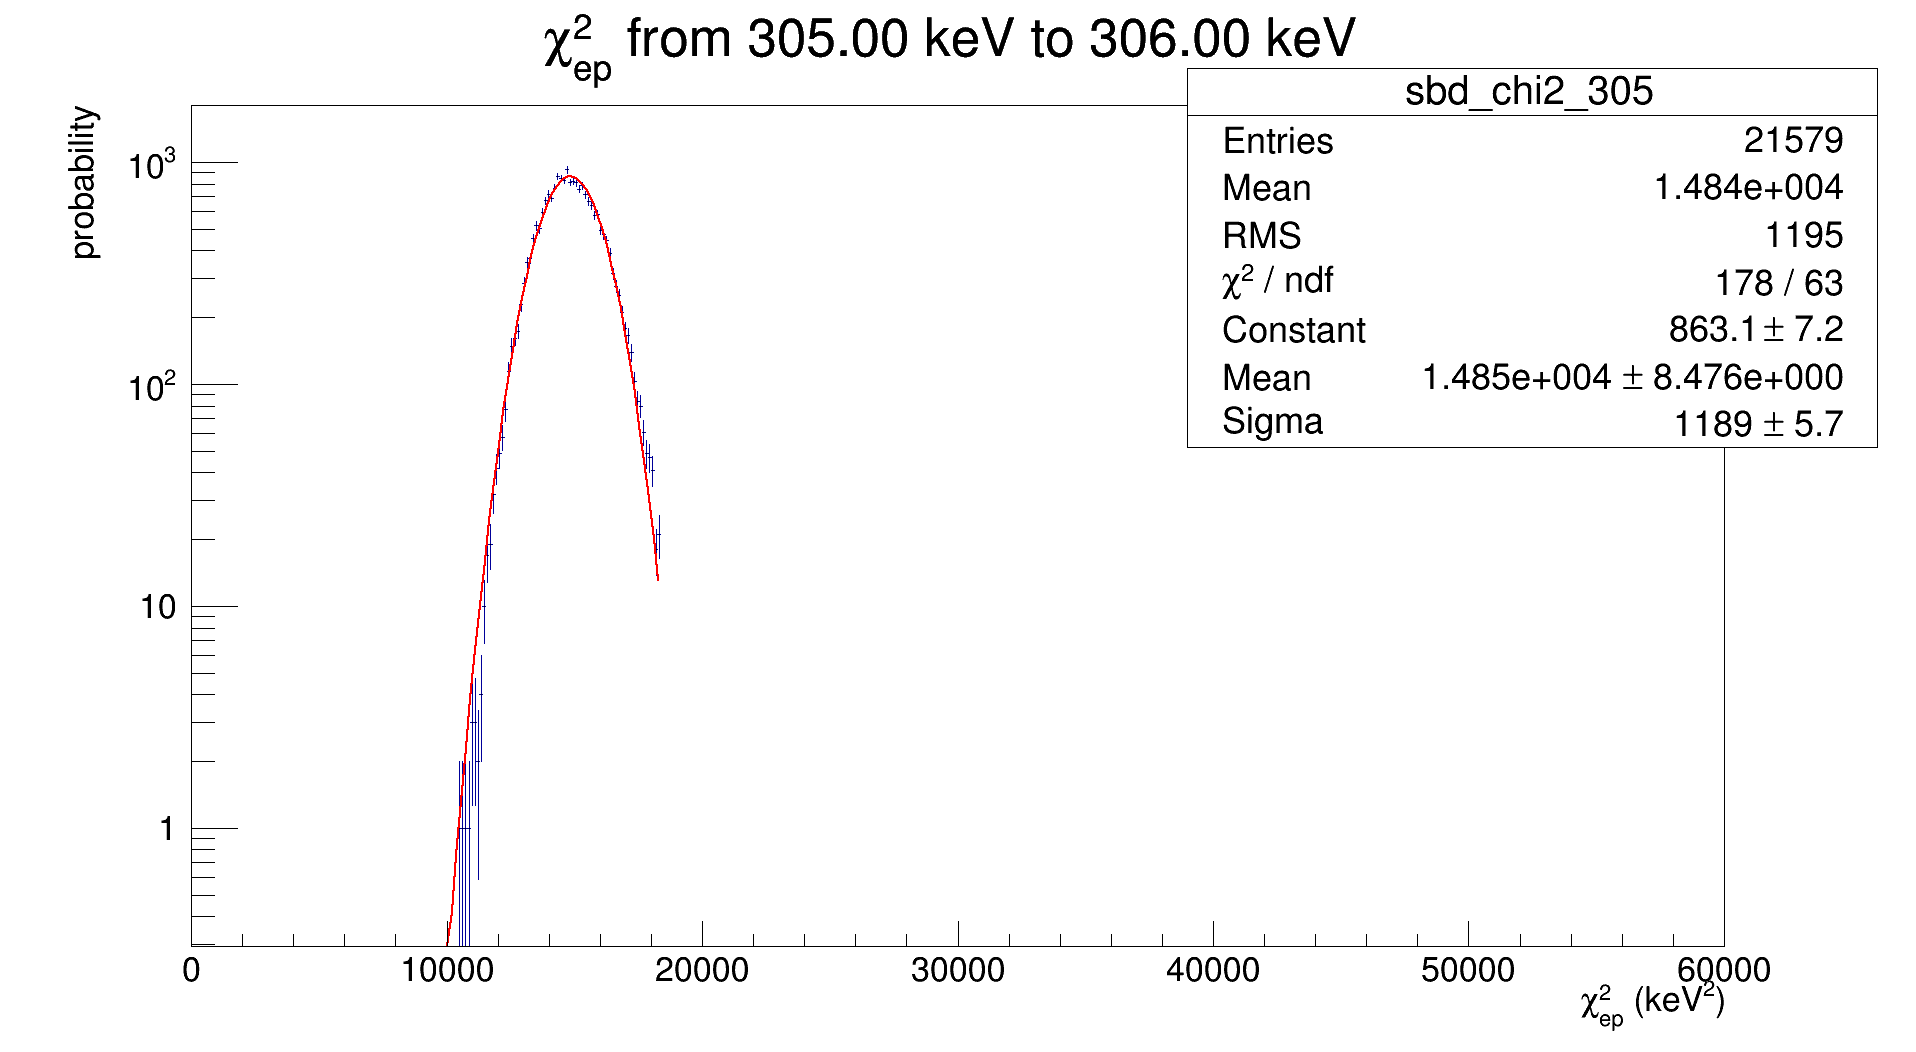 χ²ep from 305.00 keV to 306.00 keV
sbd_chi2_305
Entries 21579
Mean 1.484e+004
RMS 1195
χ² / ndf 178 / 63
Constant 863.1 ± 7.2
Mean 1.485e+004 ± 8.476e+000
Sigma 1189 ± 5.7
probability
10³
10²
10
1
0 10000 20000 30000 40000 50000 60000
χ²ep (keV²)